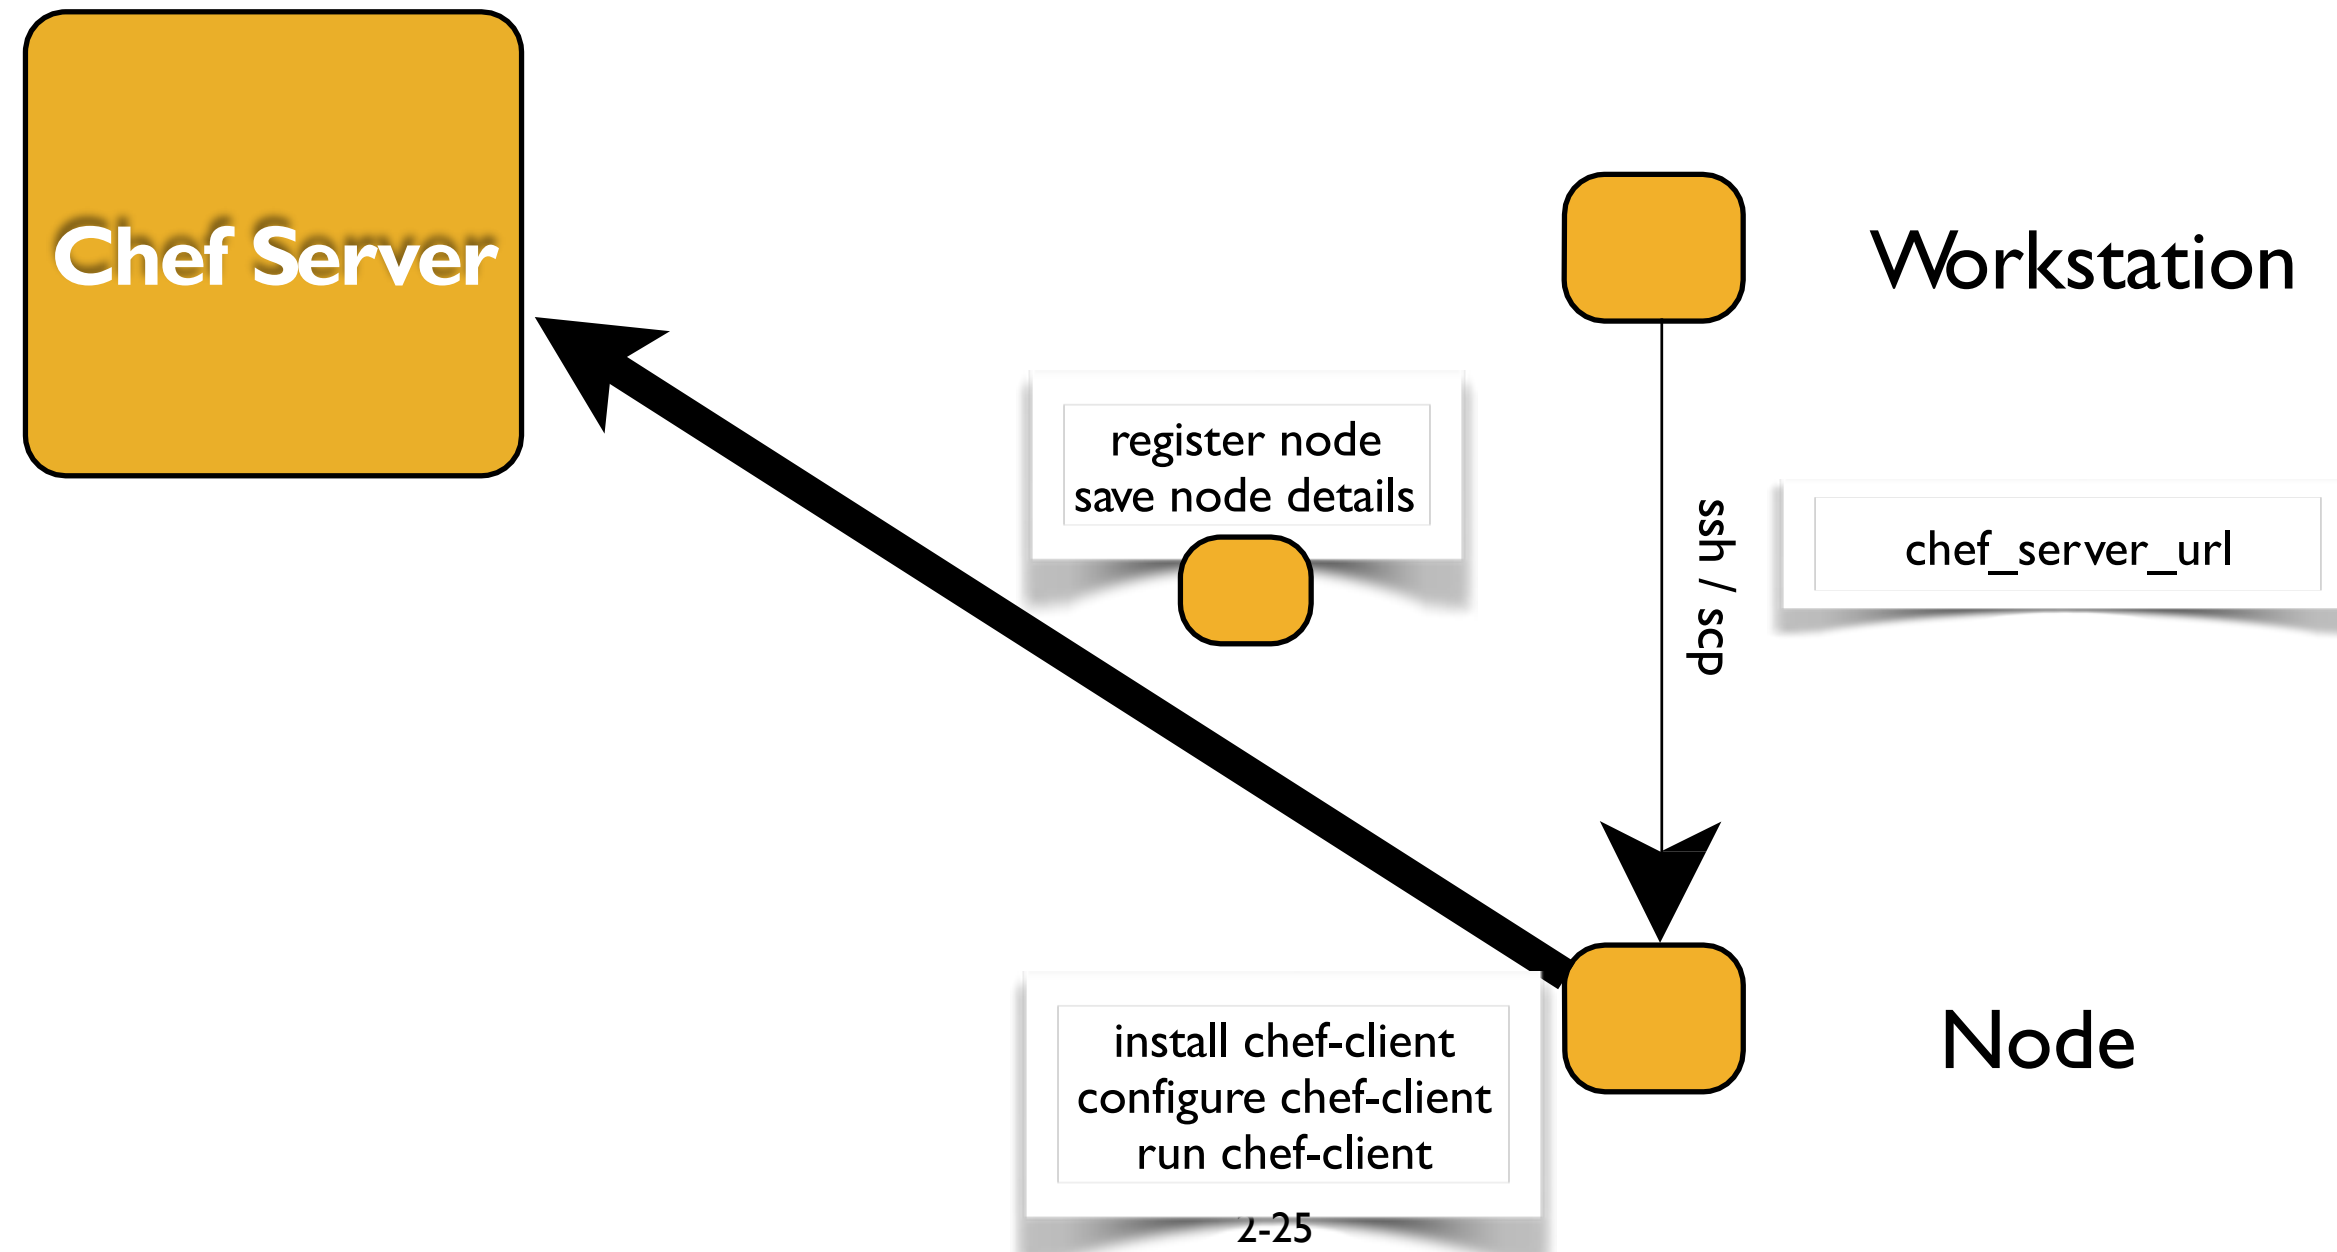 Chef Server
Workstation
register node
save node details
ssh / scp
chef_server_url
install chef-client
configure chef-client
run chef-client
Node
2-25